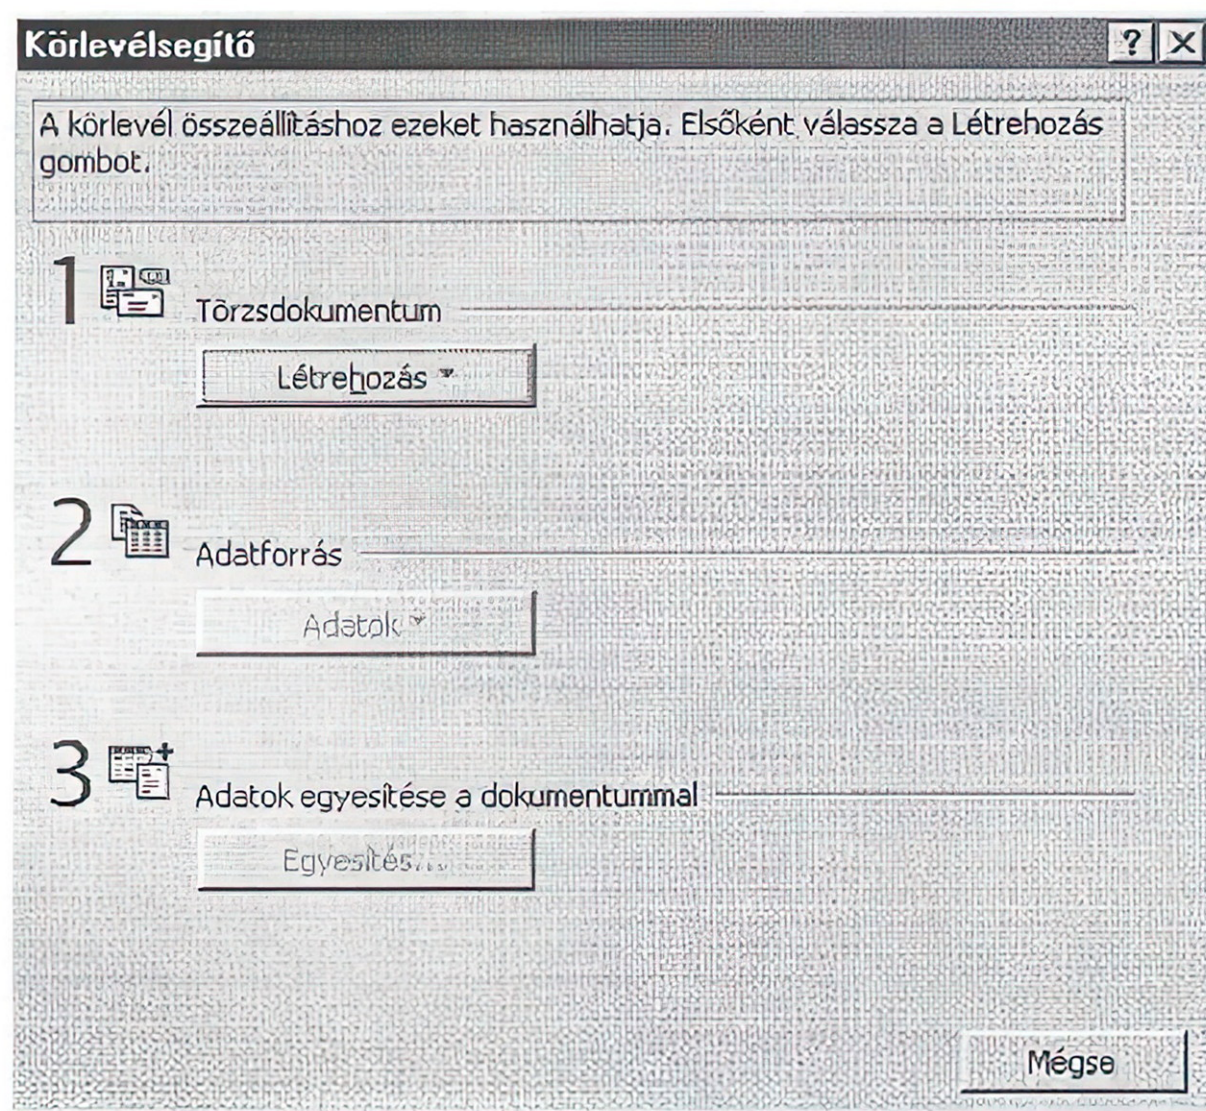 Körlevélsegítő
A körlevél összeállításhoz ezeket használhatja. Elsőként válassza a Létrehozás
gombot.
1 Törzsdokumentum
Létrehozás
2 Adatforrás
Adatok
3 Adatok egyesítése a dokumentummal
Egyesítés...
Mégse